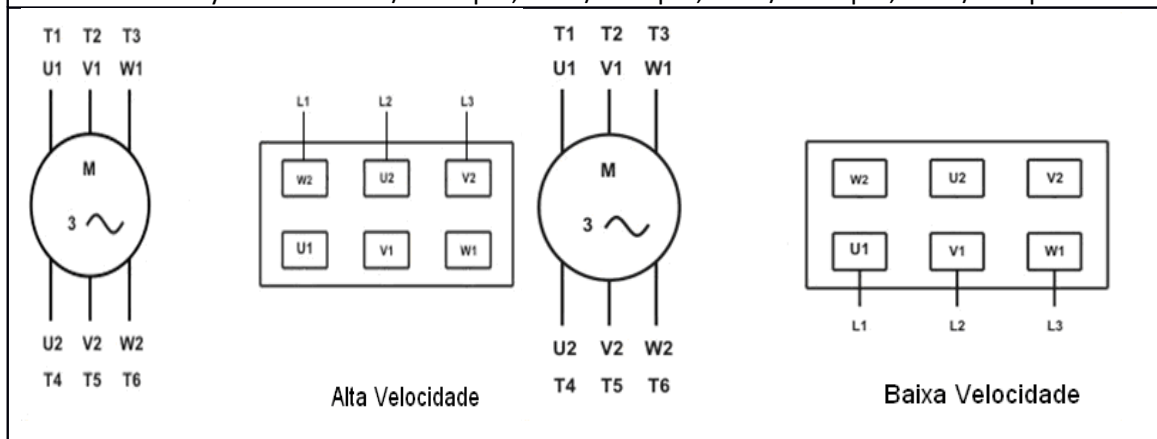 T1 T2 T3
U1 V1 W1
M
3
U2 V2 W2
T4 T5 T6
L1 L2 L3
W2 U2 V2
U1 V1 W1
Alta Velocidade
T1 T2 T3
U1 V1 W1
M
3
U2 V2 W2
T4 T5 T6
W2 U2 V2
U1 V1 W1
L1 L2 L3
Baixa Velocidade